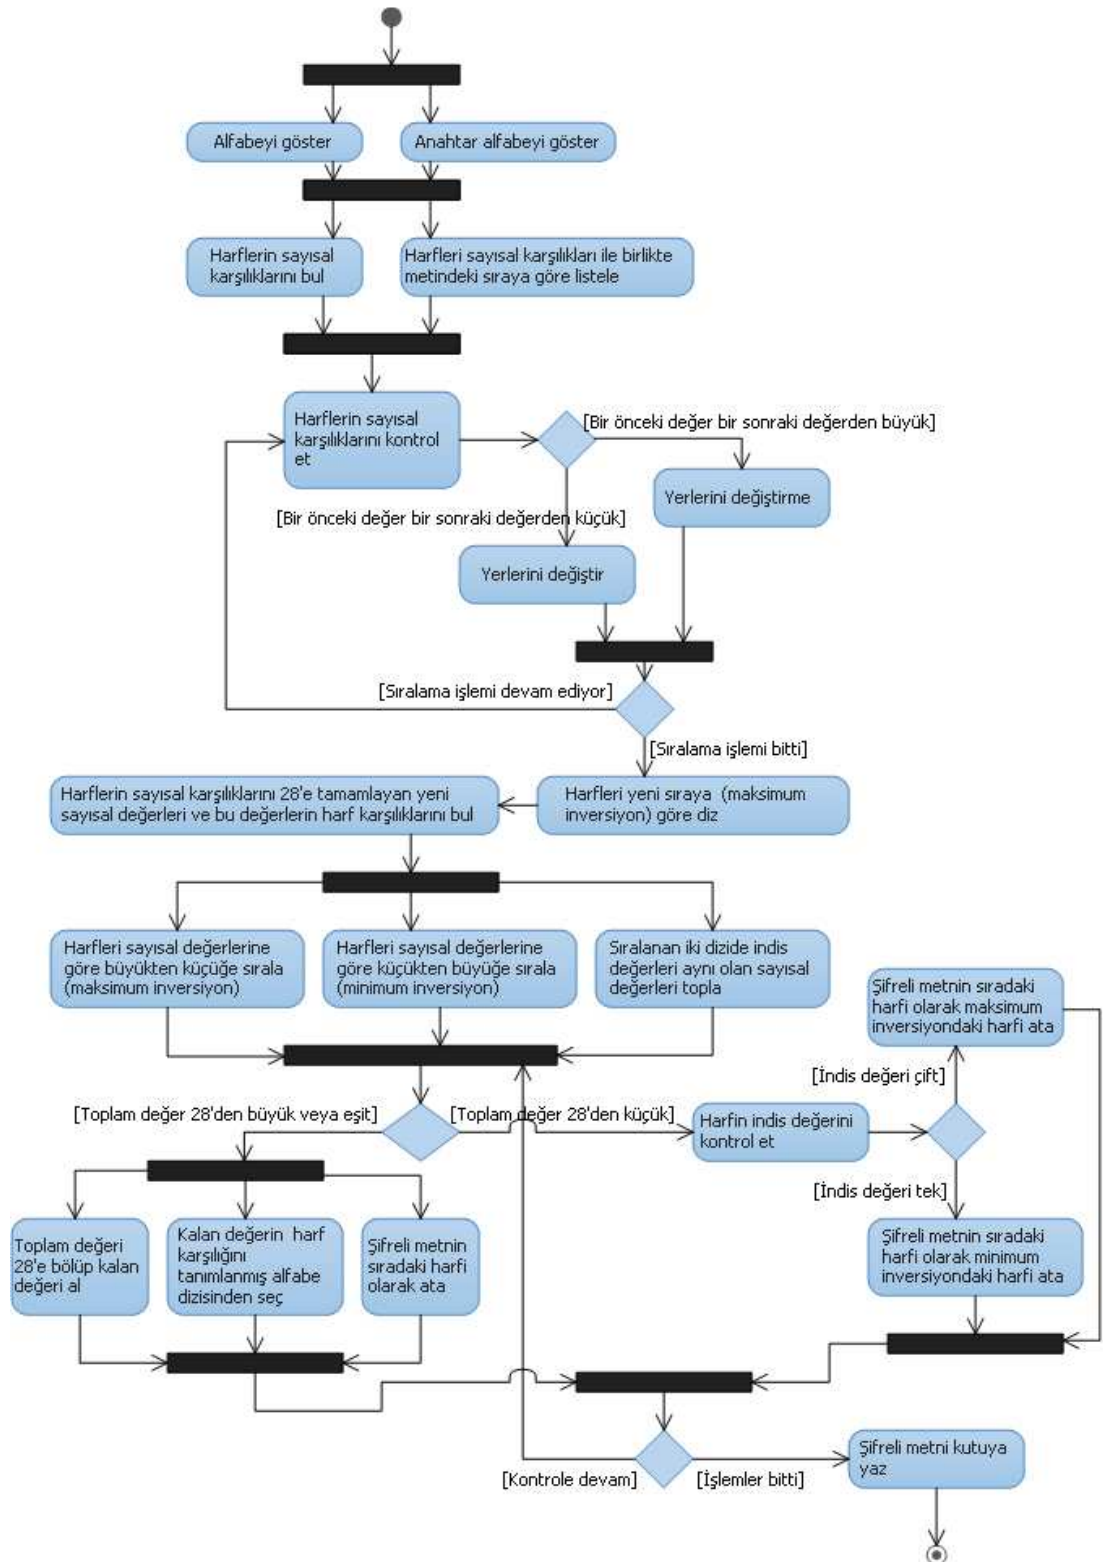 Alfabeyi göster
Anahtar alfabeyi göster
Harflerin sayısal
karşılıklarını bul
Harfleri sayısal karşılıkları ile birlikte
metindeki sıraya göre listele
Harflerin sayısal
karşılıklarını kontrol
et
[Bir önceki değer bir sonraki değerden büyük]
Yerlerini değiştirme
[Bir önceki değer bir sonraki değerden küçük]
Yerlerini değiştir
[Sıralama işlemi devam ediyor]
[Sıralama işlemi bitti]
Harflerin sayısal karşılıklarını 28'e tamamlayan yeni
sayısal değerleri ve bu değerlerin harf karşılıklarını bul
Harfleri yeni sıraya (maksimum
inversiyon) göre diz
Harfleri sayısal değerlerine
göre büyükten küçüğe sırala
(maksimum inversiyon)
Harfleri sayısal değerlerine
göre küçükten büyüğe sırala
(minimum inversiyon)
Sıralanan iki dizide indis
değerleri aynı olan sayısal
değerleri topla
Şifreli metnin sıradaki
harfi olarak maksimum
inversiyondaki harfi ata
[İndis değeri çift]
[Toplam değer 28'den büyük veya eşit]
[Toplam değer 28'den küçük]
Harfin indis değerini
kontrol et
[İndis değeri tek]
Toplam değeri
28'e bölüp kalan
değeri al
Kalan değerin harf
karşılığını
tanımlanmış alfabe
dizisinden seç
Şifreli metnin
sıradaki harfi
olarak ata
Şifreli metnin sıradaki
harfi olarak minimum
inversiyondaki harfi ata
[Kontrole devam]
[İşlemler bitti]
Şifreli metni kutuya
yaz